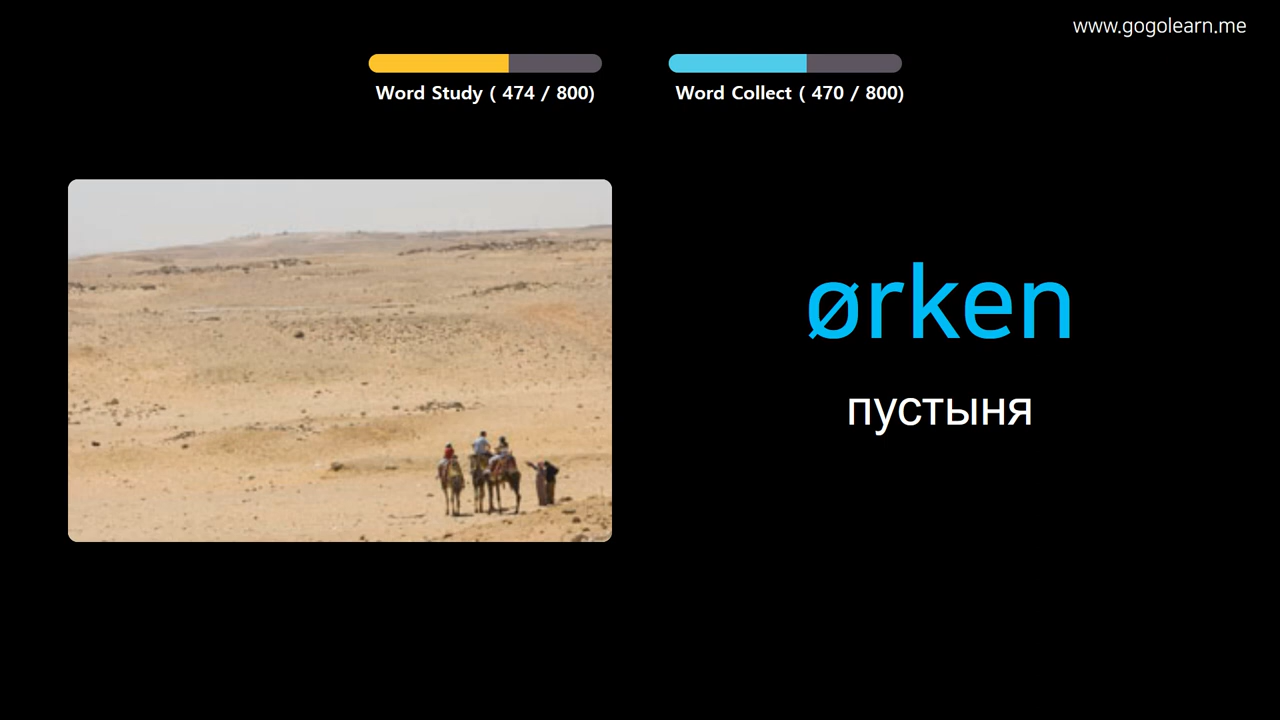 www.gogolearn.me
Word Study ( 474 / 800)
Word Collect ( 470 / 800)
ørken
пустыня